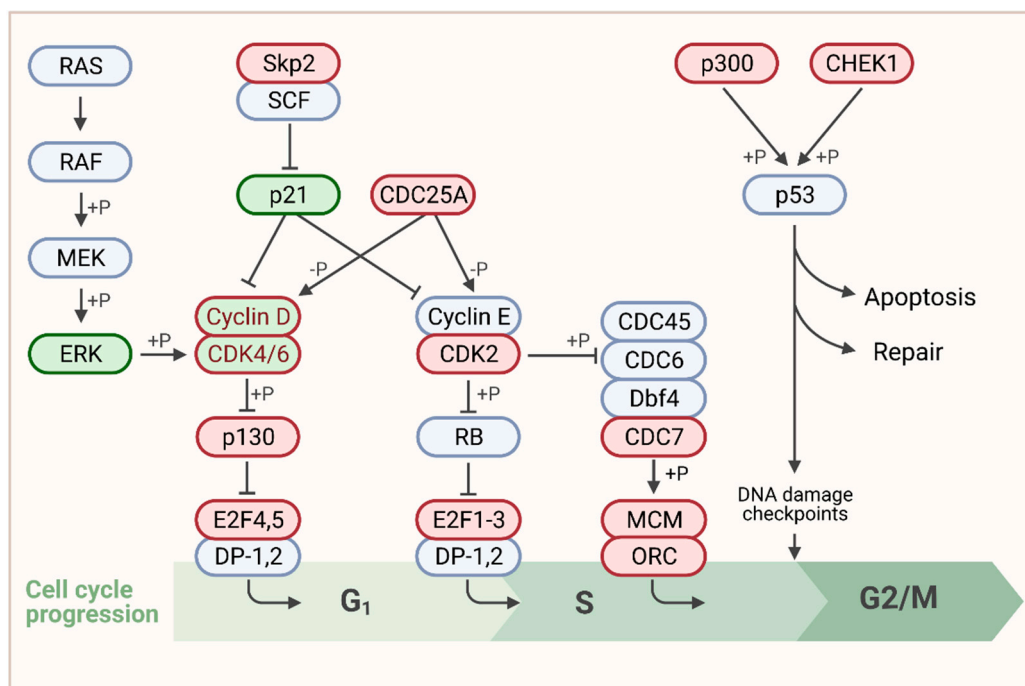 RAS
RAF
+P
MEK
+P
ERK
+P
Skp2
SCF
p21
CDC25A
-P
-P
Cyclin D
CDK4/6
+P
p130
E2F4,5
DP-1,2
Cyclin E
CDK2
+P
+P
RB
E2F1-3
DP-1,2
CDC45
CDC6
Dbf4
CDC7
+P
MCM
ORC
p300
CHEK1
+P
+P
p53
Apoptosis
Repair
DNA damage
checkpoints
Cell cycle
progression
G₁
S
G2/M